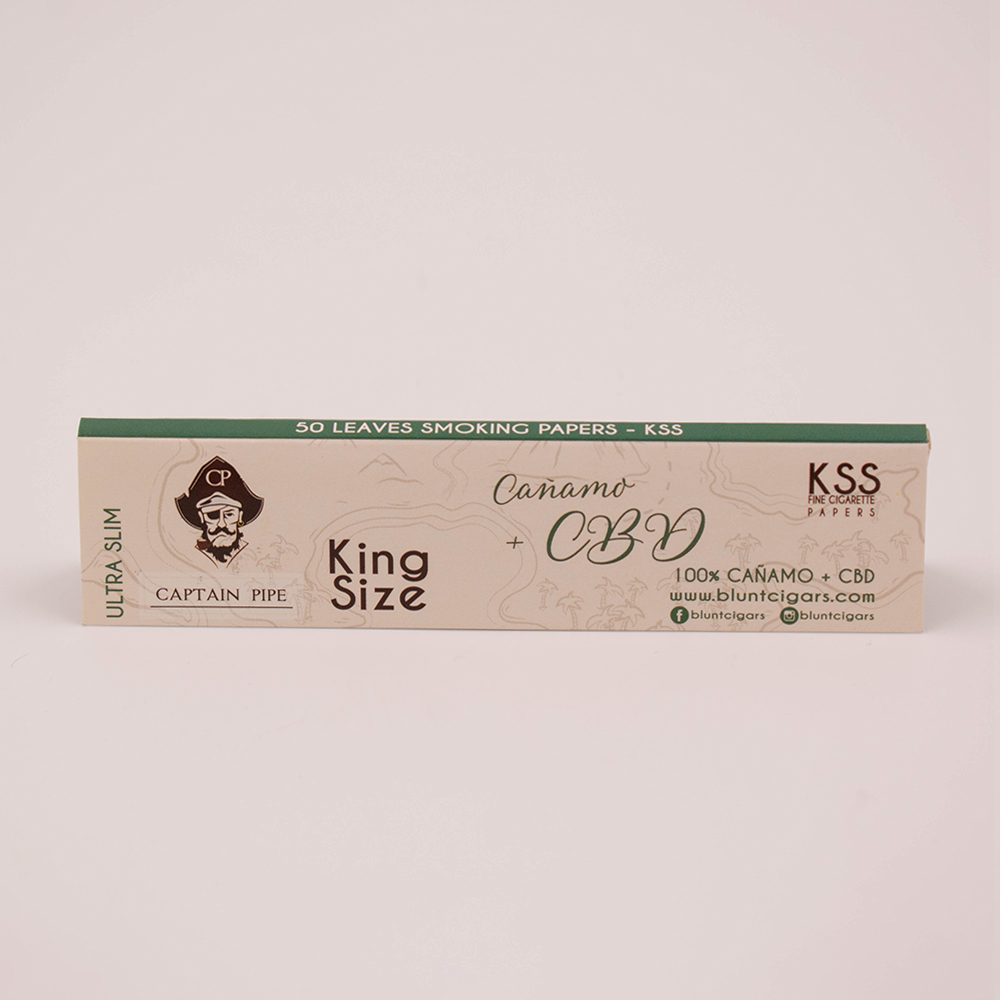 50 LEAVES SMOKING PAPERS - KSS
ULTRA SLIM
CP
CAPTAIN PIPE
King
Size
Cañamo
+ CBD
KSS
FINE CIGARETTE
PAPERS
100% CAÑAMO + CBD
www.bluntcigars.com
bluntcigars bluntcigars